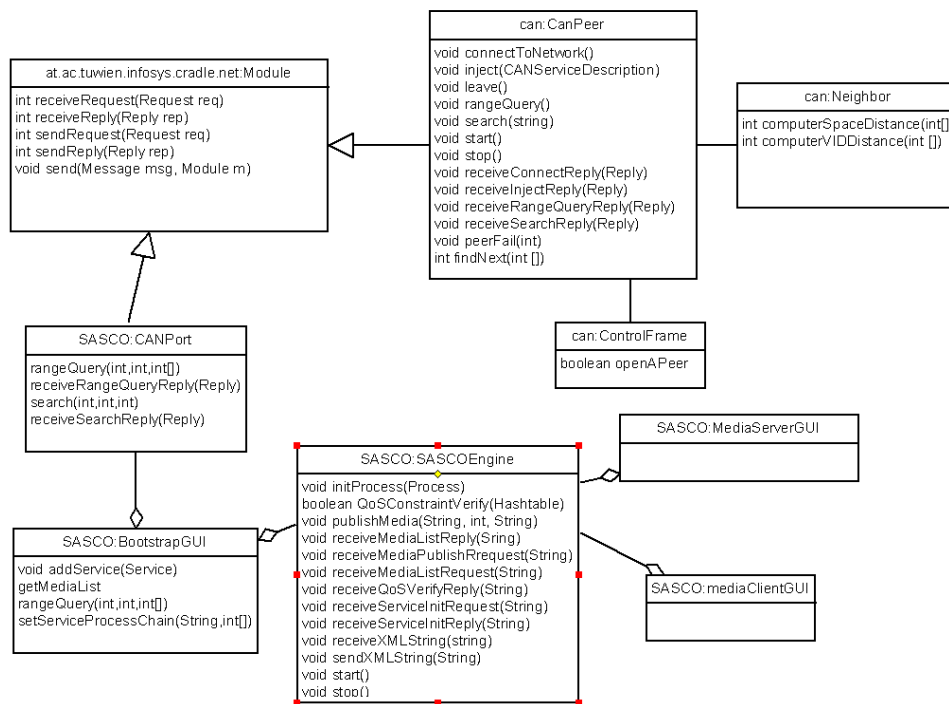 can:CanPeer
void connectToNetwork()
void inject(CANServiceDescription)
void leave()
void rangeQuery()
void search(string)
void start()
void stop()
void receiveConnectReply(Reply)
void receiveInjectReply(Reply)
void receiveRangeQueryReply(Reply)
void receiveSearchReply(Reply)
void peerFail(int)
int findNext(int [])
at.ac.tuwien.infosys.cradle.net:Module
int receiveRequest(Request req)
int receiveReply(Reply rep)
int sendRequest(Request req)
int sendReply(Reply rep)
void send(Message msg, Module m)
can:Neighbor
int computerSpaceDistance(int[]
int computerVIDDistance(int [])
can:ControlFrame
boolean openAPeer
SASCO:CANPort
rangeQuery(int,int,int[])
receiveRangeQueryReply(Reply)
search(int,int,int)
receiveSearchReply(Reply)
SASCO:BootstrapGUI
void addService(Service)
getMediaList
rangeQuery(int,int,int[])
setServiceProcessChain(String,int[])
SASCO:SASCOEngine
void initProcess(Process)
boolean QoSConstraintVerify(Hashtable)
void publishMedia(String, int, String)
void receiveMediaListReply(Sring)
void receiveMediaPublishRrequest(String)
void receiveMediaListRequest(String)
void receiveQoSVerifyReply(String)
void receiveServiceInitRequest(String)
void receiveServiceInitReply(String)
void receiveXMLString(string)
void sendXMLString(String)
void start()
void stop()
SASCO:MediaServerGUI
SASCO:mediaClientGUI